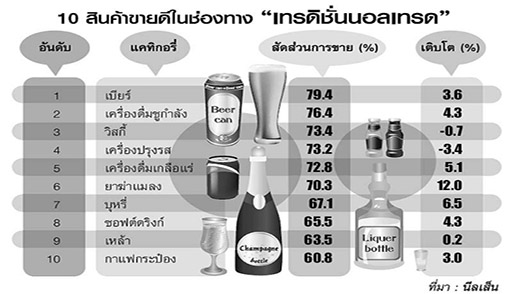 10 สินค้าขายดีในช่องทาง “เทรดิชั่นนอลเทรด”
อันดับ แคทิกอรี่ สัดส่วนการขาย (%) เติบโต (%)
1 เบียร์ 79.4 3.6
2 เครื่องดื่มชูกำลัง 76.4 4.3
3 วิสกี้ 73.4 -0.7
4 เครื่องปรุงรส 73.2 -3.4
5 เครื่องดื่มเกลือแร่ 72.8 5.1
6 ยาฆ่าแมลง 70.3 12.0
7 บุหรี่ 67.1 6.5
8 ซอฟต์ดริงก์ 65.5 4.3
9 เหล้า 63.5 0.2
10 กาแฟกระป๋อง 60.8 3.0
Beer
can
Champagne
Liquer
bottle
ที่มา : นีลเส็น